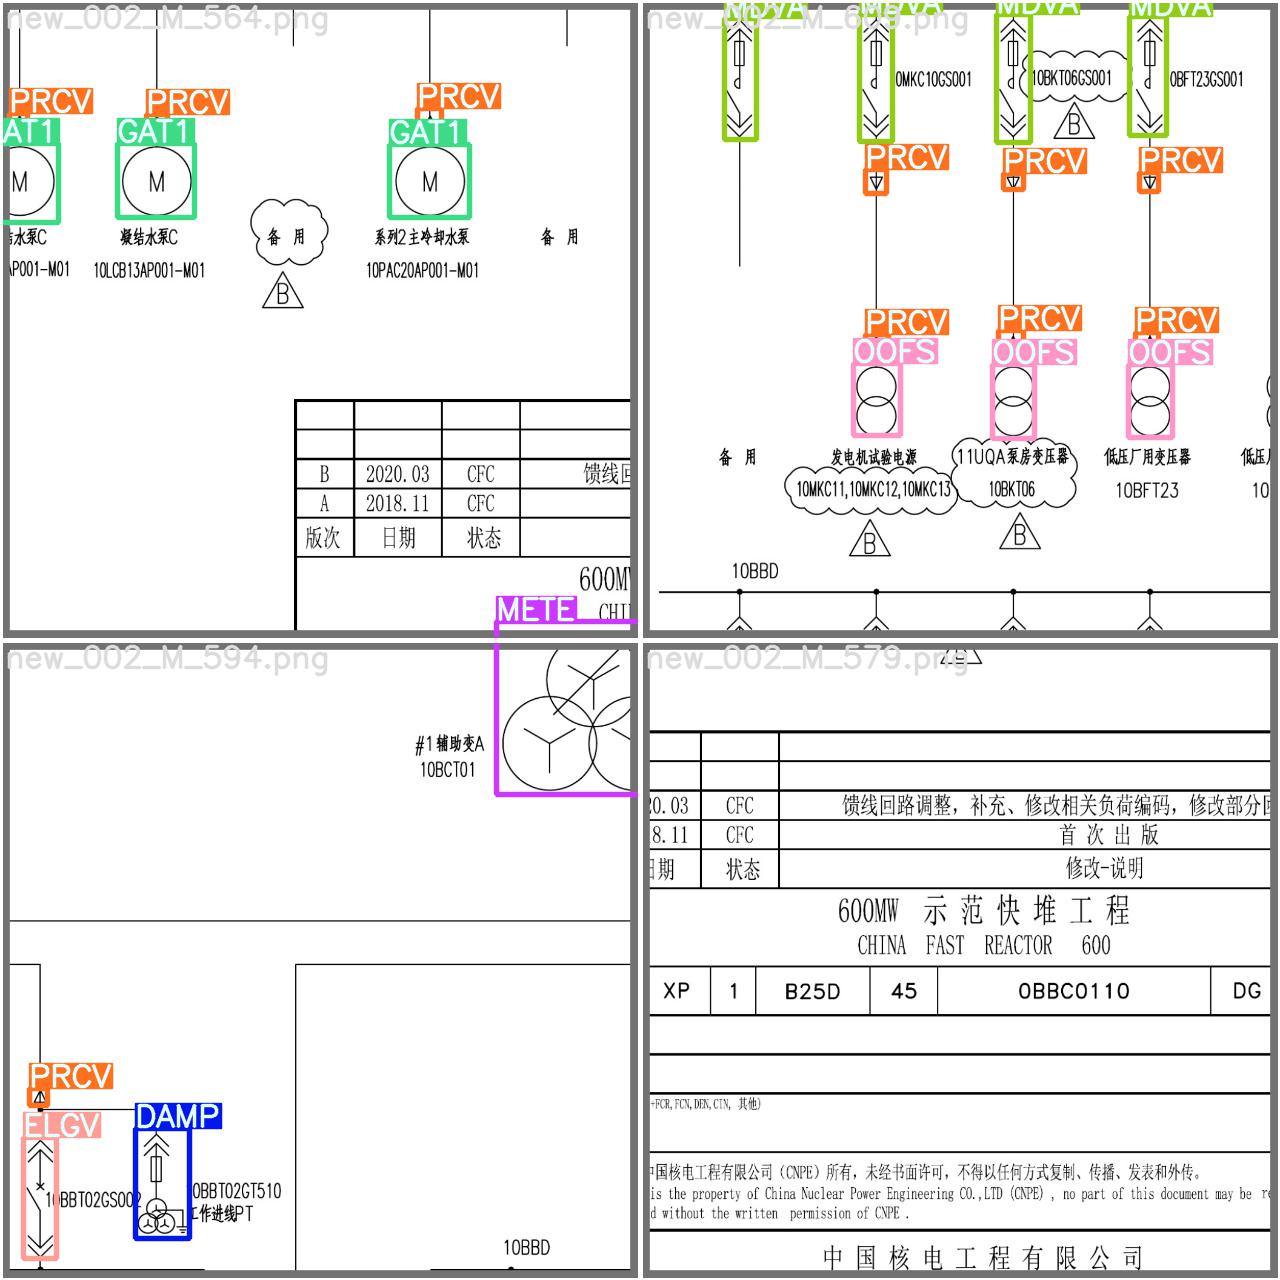 new_002_M_564.png
PRCV
PRCV
PRCV
GAT1
GAT1
M
M
M
水泵C
凝结水泵C
备 用
系列2主冷却水泵
备 用
AP001-M01
10LCB13AP001-M01
10PAC20AP001-M01
B
B
2020.03
CFC
馈线回
A
2018.11
CFC
版次
日期
状态
600MW
CHI
MDVA
MDVA
MDVA
MDVA
0MKC10GS001
10BKT06GS001
0BFT23GS001
B
PRCV
PRCV
PRCV
PRCV
PRCV
PRCV
OOFS
OOFS
OOFS
备 用
发电机试验电源
11UQA泵房变压器
低压厂用变压器
低压
10MKC11,10MKC12,10MKC13
10BKT06
10BFT23
10
B
B
10BBD
new_002_M_594.png
METE
#1辅助变A
10BCT01
PRCV
ELGV
DAMP
10BBT02GS002
0BBT02GT510
工作进线PT
10BBD
new_002_M_579.png
20.03
CFC
馈线回路调整，补充、修改相关负荷编码，修改部分回
18.11
CFC
首 次 出 版
日期
状态
修改-说明
600MW 示 范 快 堆 工 程
CHINA FAST REACTOR 600
XP
1
B25D
45
0BBC0110
DG
+FCR,FCN,DEN,CIN, 其他)
中国核电工程有限公司（CNPE）所有，未经书面许可，不得以任何方式复制、传播、发表和外传。
is the property of China Nuclear Power Engineering CO.,LTD (CNPE) , no part of this document may be re
d without the written permission of CNPE .
中 国 核 电 工 程 有 限 公 司